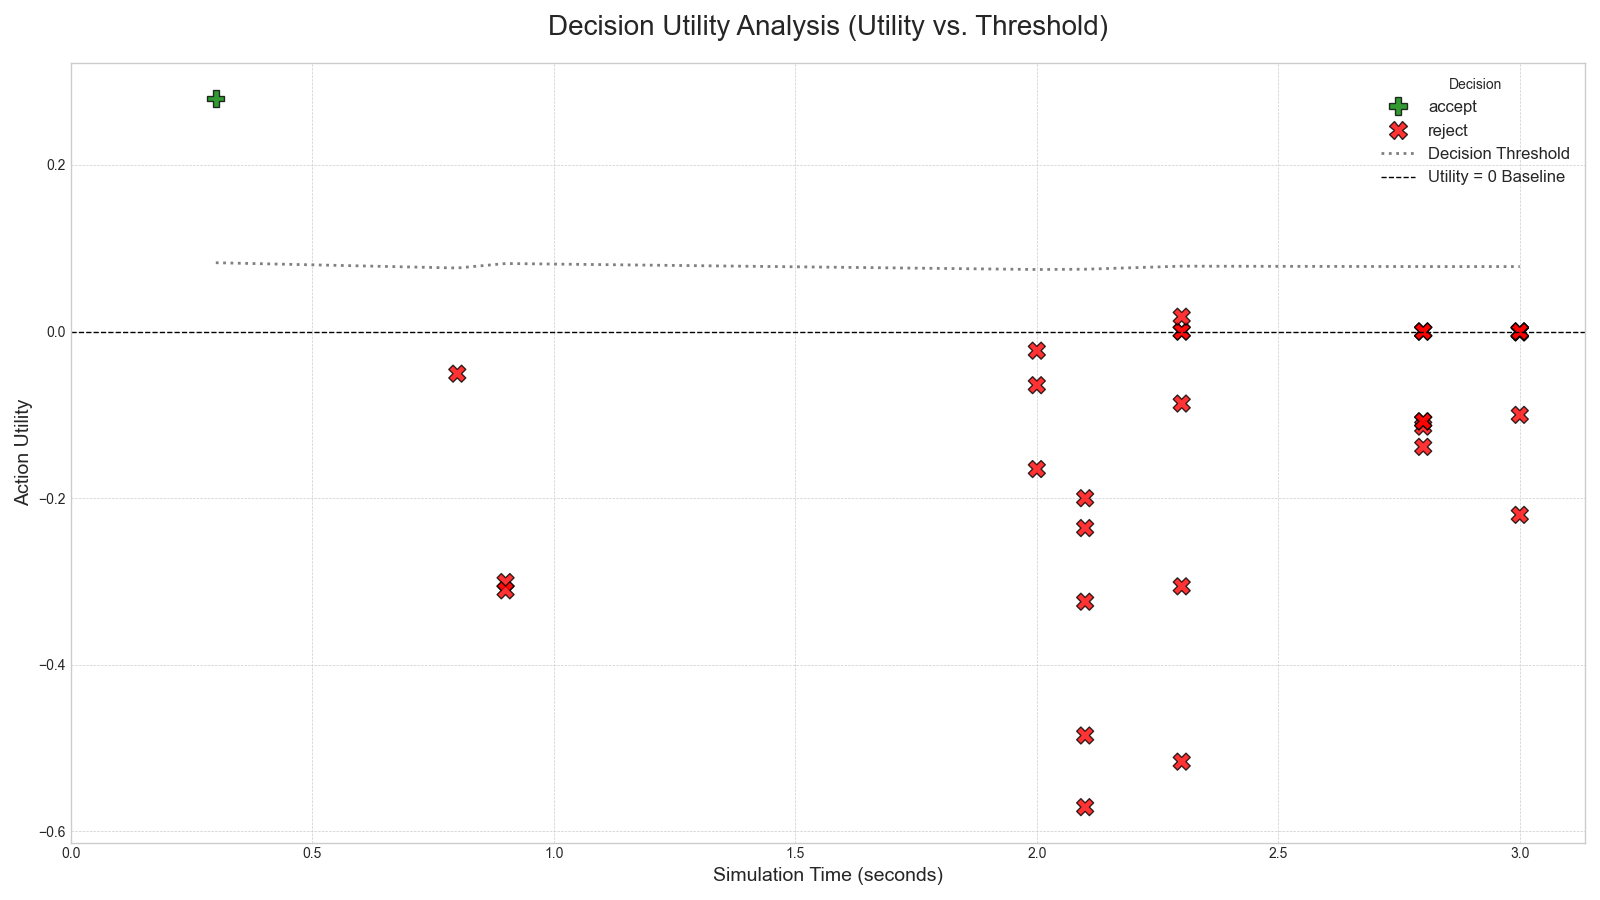 Decision Utility Analysis (Utility vs. Threshold)
Decision
accept
reject
Decision Threshold
Utility = 0 Baseline
Action Utility
0.2
0.0
−0.2
−0.4
−0.6
0.0 0.5 1.0 1.5 2.0 2.5 3.0
Simulation Time (seconds)